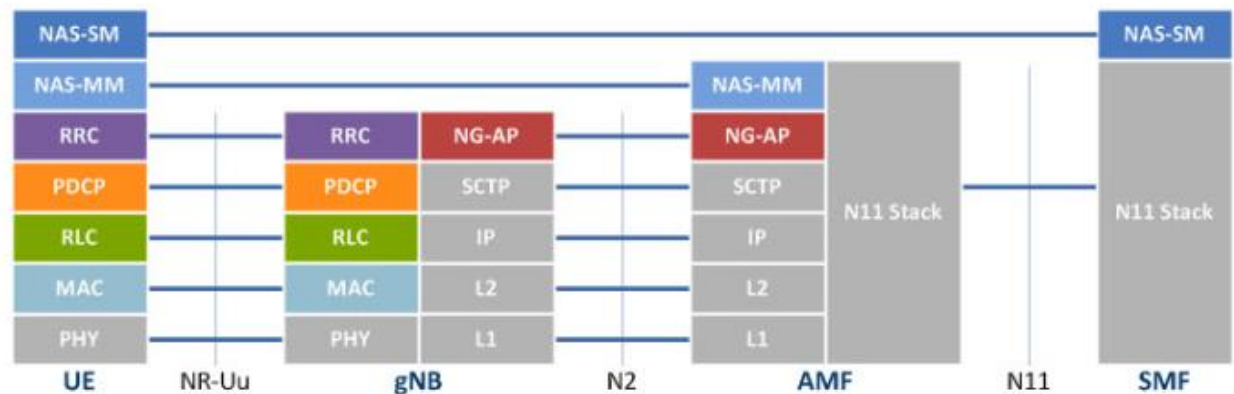 NAS-SM NAS-SM
NAS-MM NAS-MM
RRC RRC NG-AP NG-AP
PDCP PDCP SCTP SCTP
N11 Stack N11 Stack
RLC RLC IP IP
MAC MAC L2 L2
PHY PHY L1 L1
UE NR-Uu gNB N2 AMF N11 SMF